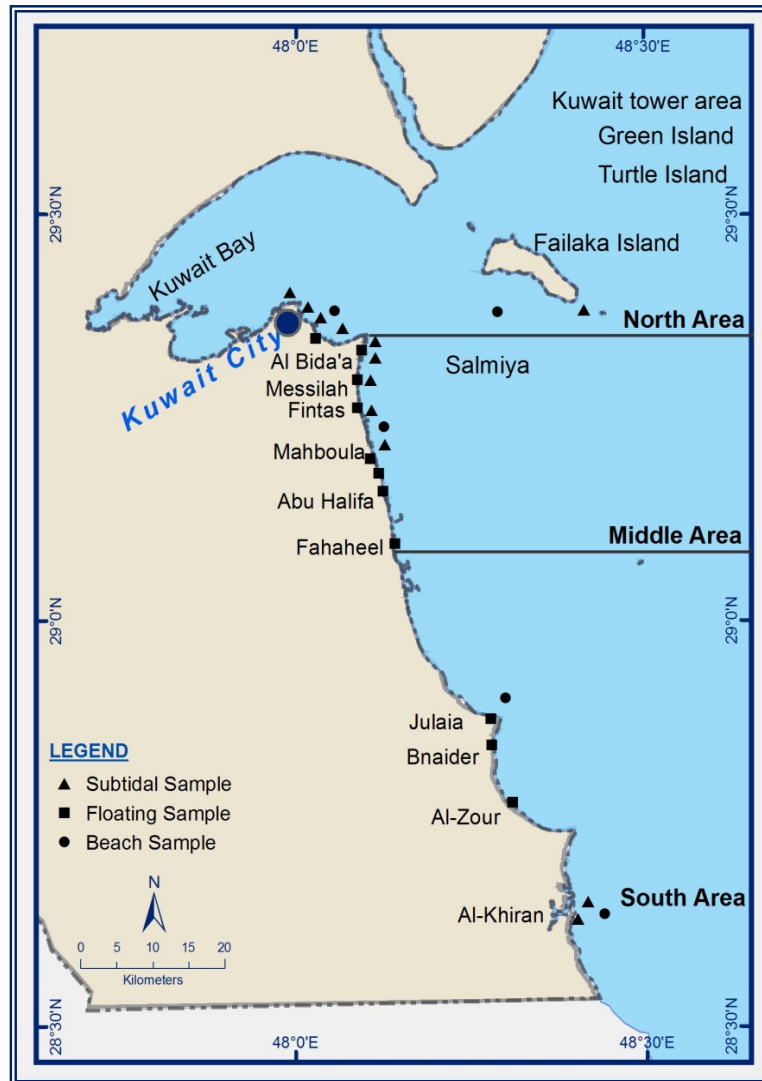 48°0'E
48°30'E
Kuwait tower area
Green Island
Turtle Island
29°30'N
29°30'N
Kuwait Bay
Failaka Island
North Area
Kuwait City
Al Bida'a
Salmiya
Messilah
Fintas
Mahboula
Abu Halifa
Middle Area
Fahaheel
29°0'N
29°0'N
Julaia
LEGEND
Bnaider
Subtidal Sample
Floating Sample
Al-Zour
Beach Sample
N
South Area
Al-Khiran
0 5 10 15 20
Kilometers
28°30'N
28°30'N
48°0'E
48°30'E